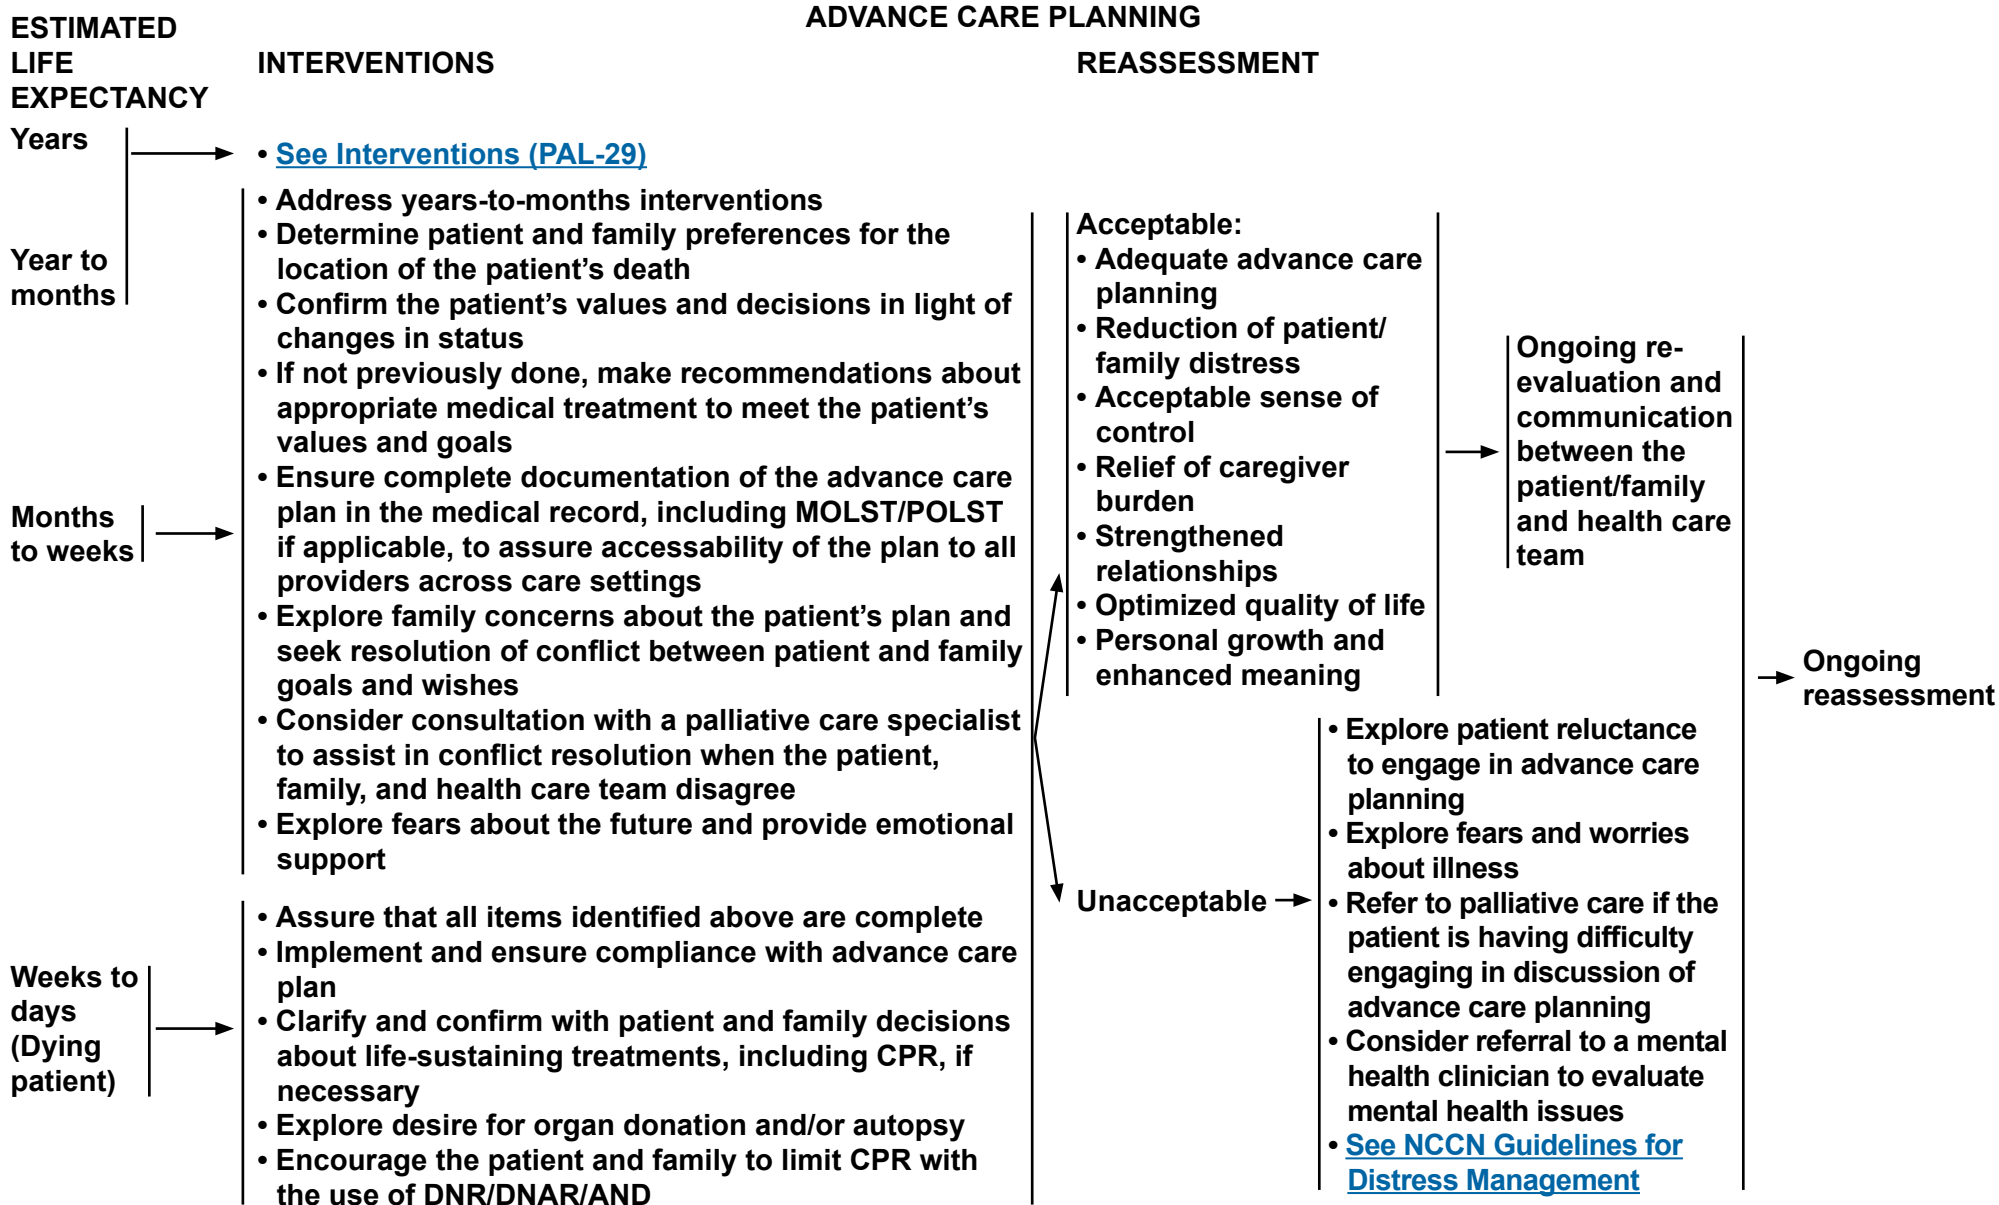 ADVANCE CARE PLANNING
ESTIMATED
LIFE
EXPECTANCY
INTERVENTIONS
REASSESSMENT
Years
Year to
months
• See Interventions (PAL-29)
Months
to weeks
• Address years-to-months interventions
• Determine patient and family preferences for the
location of the patient’s death
• Confirm the patient’s values and decisions in light of
changes in status
• If not previously done, make recommendations about
appropriate medical treatment to meet the patient’s
values and goals
• Ensure complete documentation of the advance care
plan in the medical record, including MOLST/POLST
if applicable, to assure accessability of the plan to all
providers across care settings
• Explore family concerns about the patient’s plan and
seek resolution of conflict between patient and family
goals and wishes
• Consider consultation with a palliative care specialist
to assist in conflict resolution when the patient,
family, and health care team disagree
• Explore fears about the future and provide emotional
support
Weeks to
days
(Dying
patient)
• Assure that all items identified above are complete
• Implement and ensure compliance with advance care
plan
• Clarify and confirm with patient and family decisions
about life-sustaining treatments, including CPR, if
necessary
• Explore desire for organ donation and/or autopsy
• Encourage the patient and family to limit CPR with
the use of DNR/DNAR/AND
Acceptable:
• Adequate advance care
planning
• Reduction of patient/
family distress
• Acceptable sense of
control
• Relief of caregiver
burden
• Strengthened
relationships
• Optimized quality of life
• Personal growth and
enhanced meaning
Ongoing re-
evaluation and
communication
between the
patient/family
and health care
team
Unacceptable
• Explore patient reluctance
to engage in advance care
planning
• Explore fears and worries
about illness
• Refer to palliative care if the
patient is having difficulty
engaging in discussion of
advance care planning
• Consider referral to a mental
health clinician to evaluate
mental health issues
• See NCCN Guidelines for
Distress Management
Ongoing
reassessment